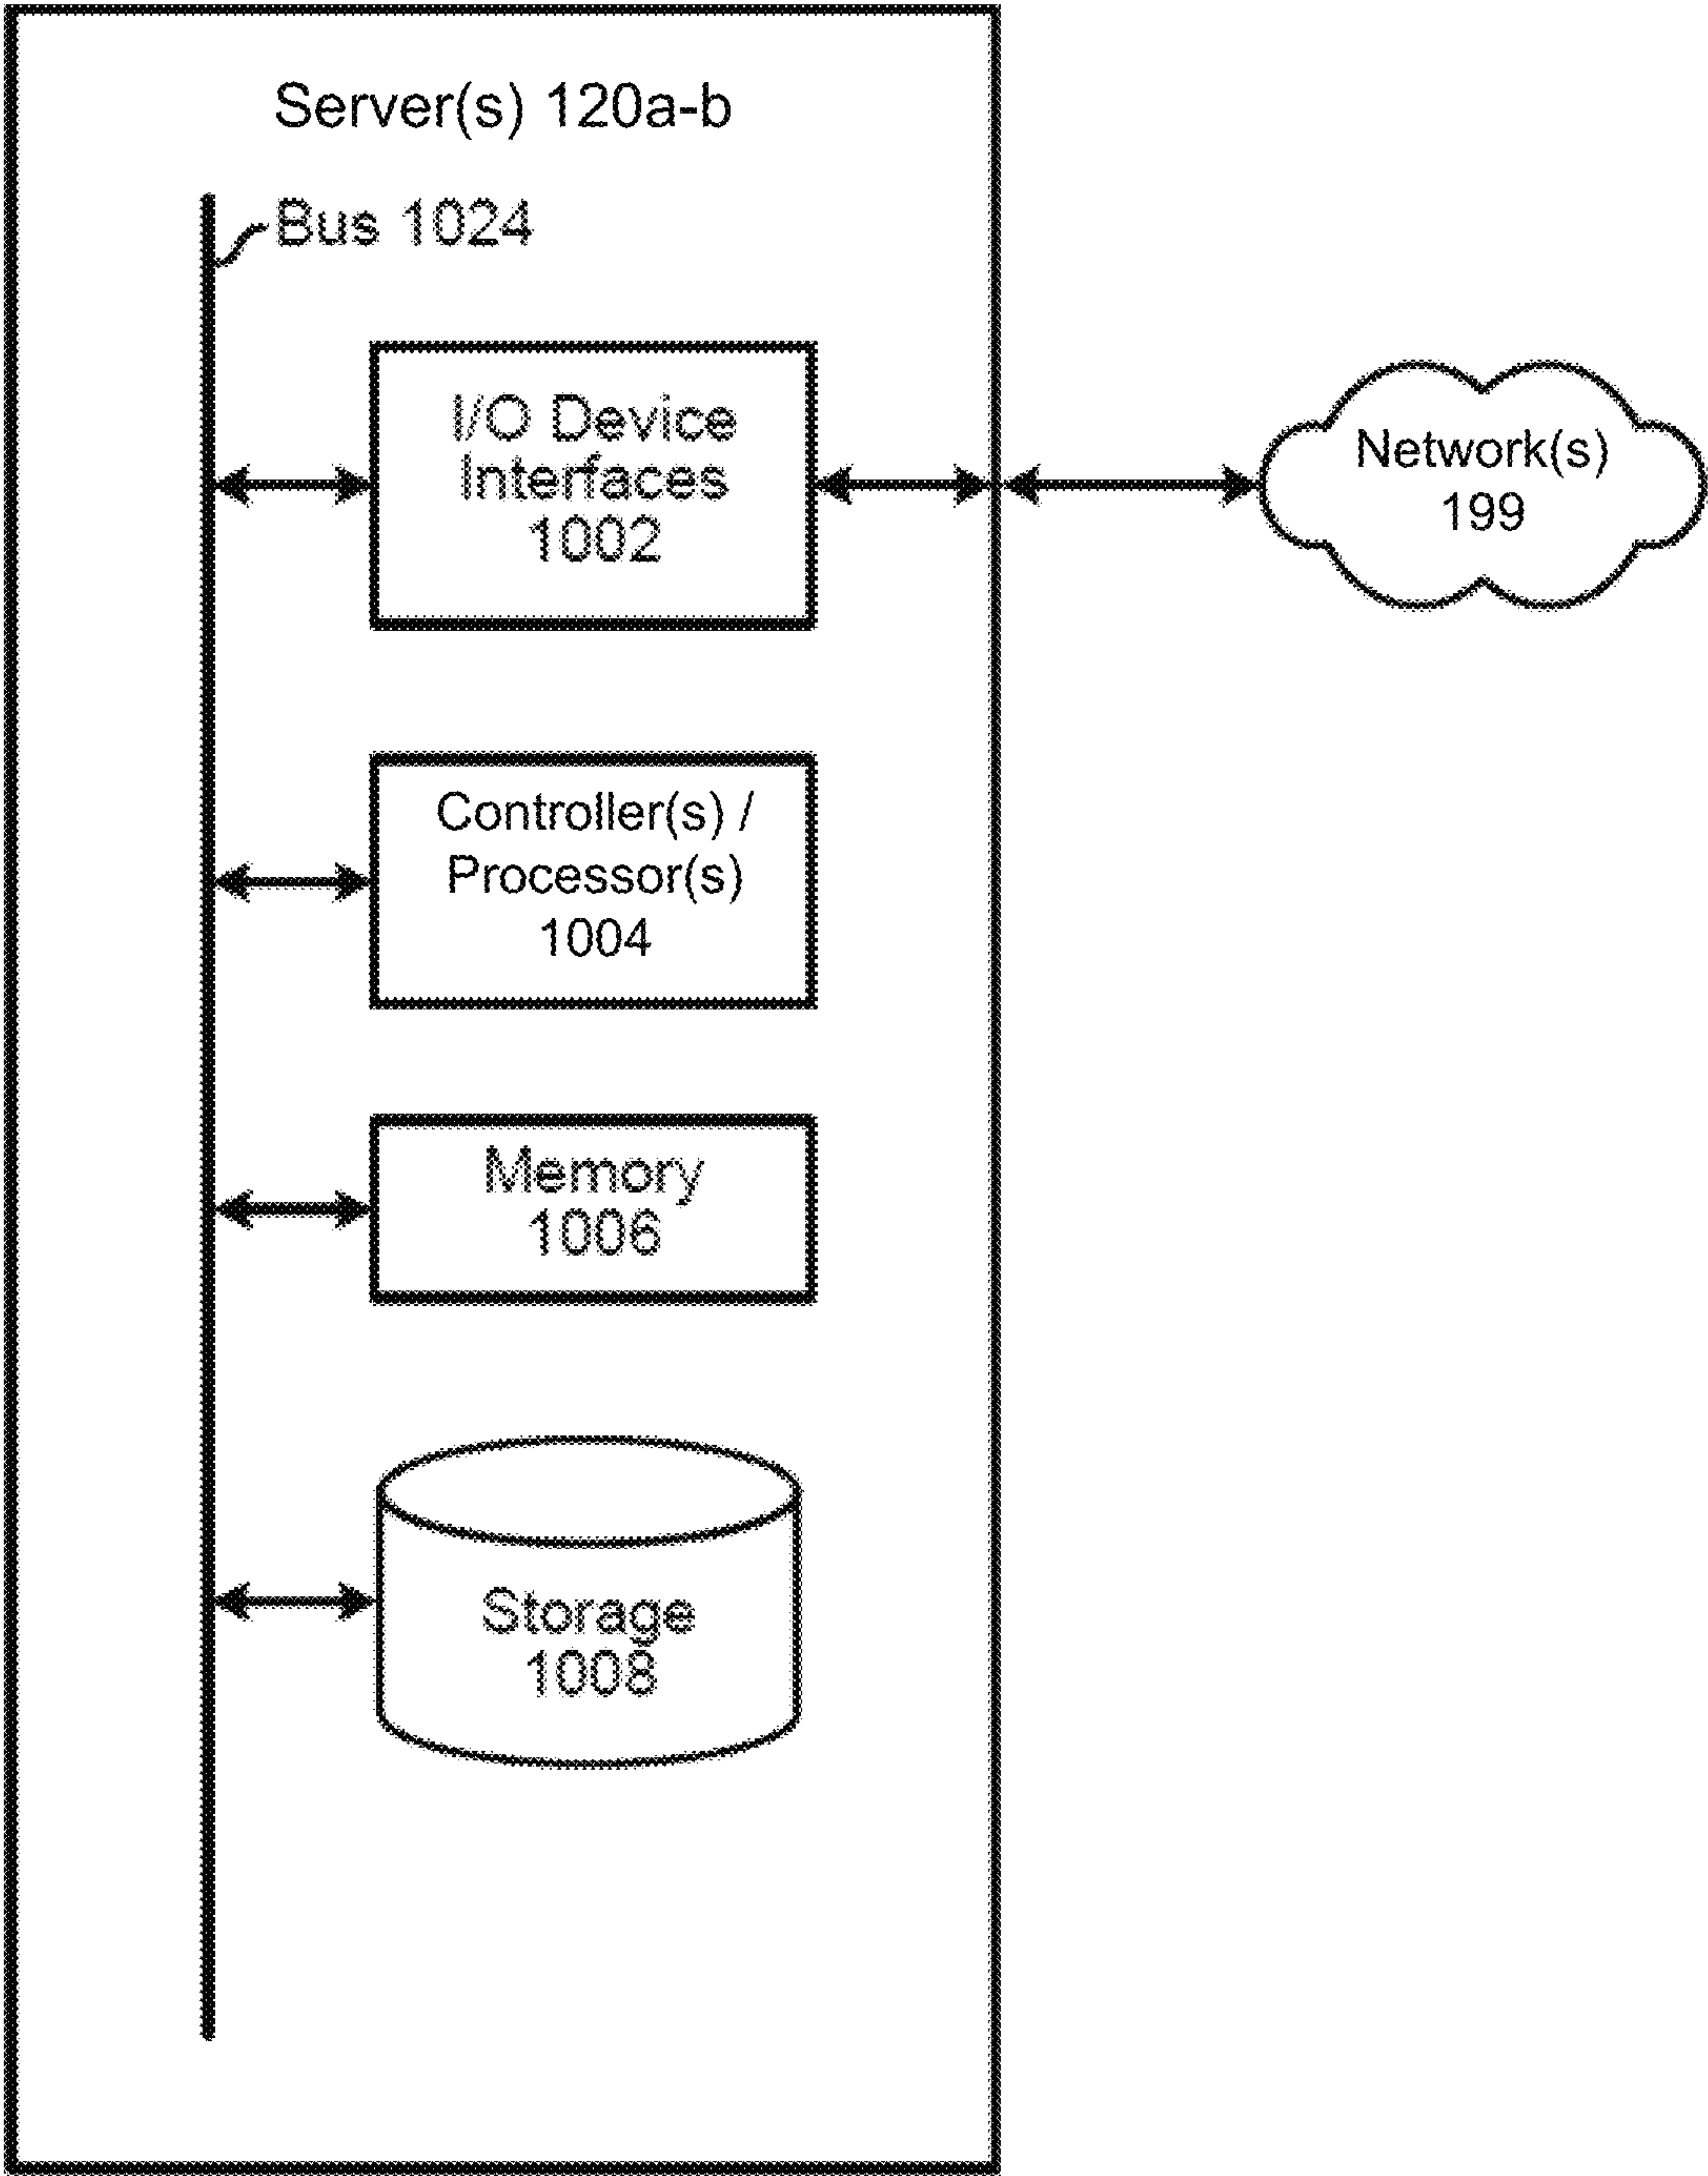 Server(s) 120a-b
Bus 1024
I/O Device
Interfaces
1002
Network(s)
199
Controller(s) /
Processor(s)
1004
Memory
1006
Storage
1008